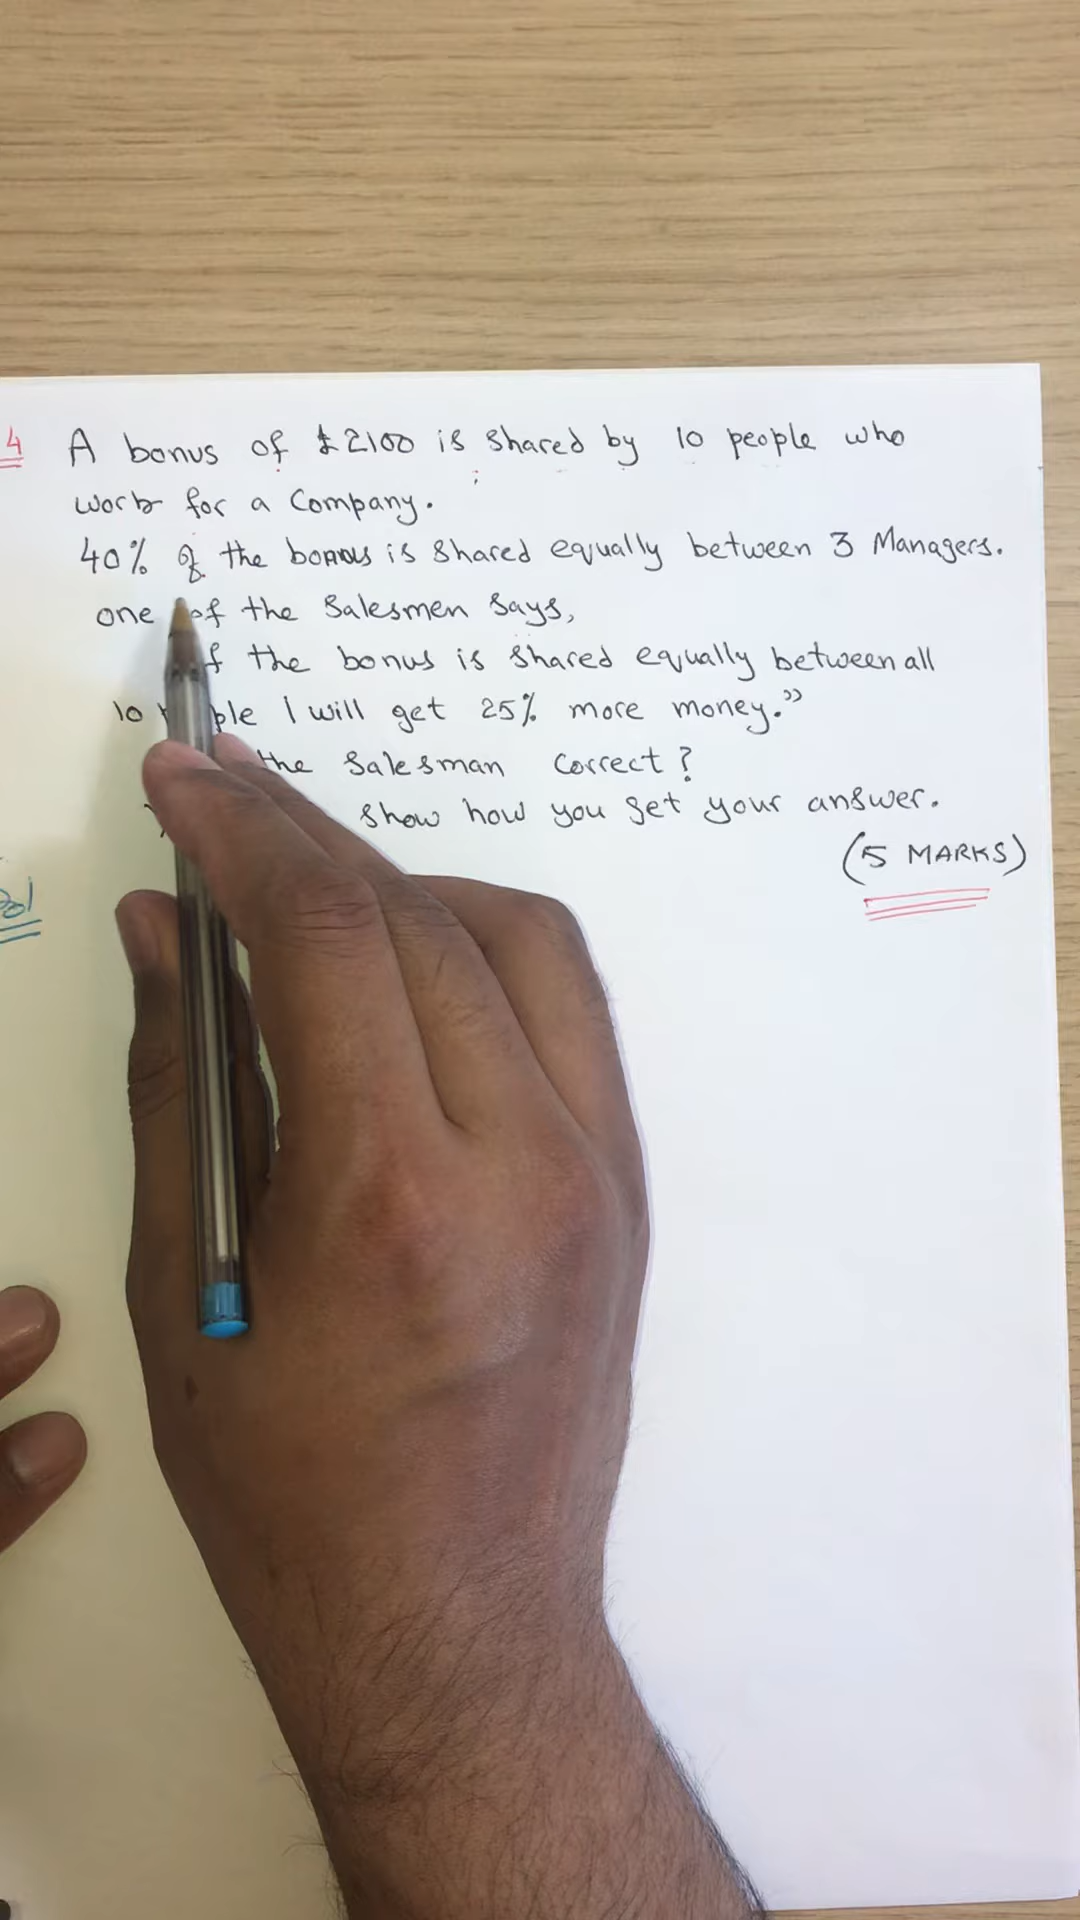 4 A bonus of £2100 is shared by 10 people who
work for a Company.
40% of the bonus is shared equally between 3 Managers.
one of the Salesmen says,
the bonus is shared equally between all
10 I will get 25% more money.”
the Salesman correct?
show how you get your answer.
(5 MARKS)